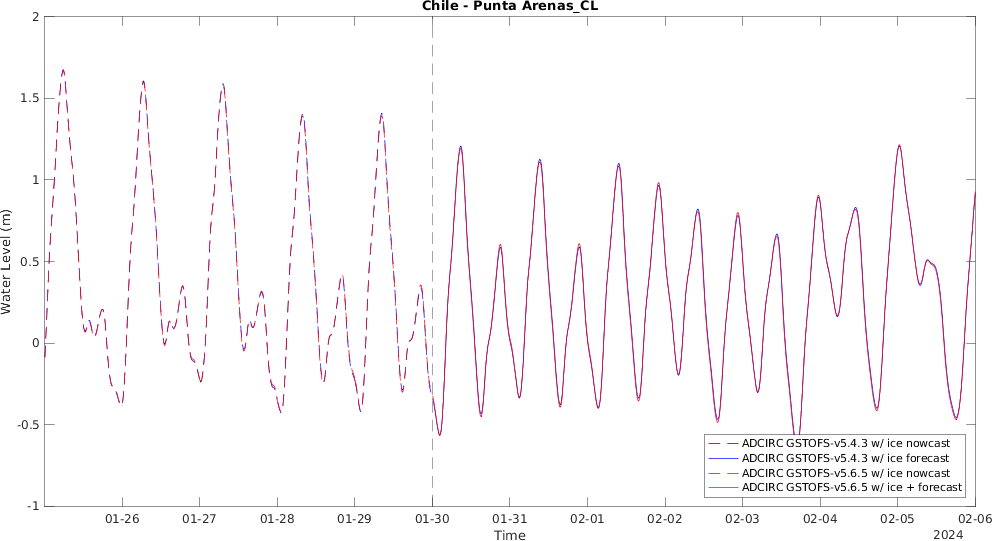 Chile - Punta Arenas_CL
2
1.5
1
0.5
0
-0.5
-1
Water Level (m)
01-26 01-27 01-28 01-29 01-30 01-31 02-01 02-02 02-03 02-04 02-05 02-06
Time
2024
ADCIRC GSTOFS-v5.4.3 w/ ice nowcast
ADCIRC GSTOFS-v5.4.3 w/ ice forecast
ADCIRC GSTOFS-v5.6.5 w/ ice nowcast
ADCIRC GSTOFS-v5.6.5 w/ ice + forecast